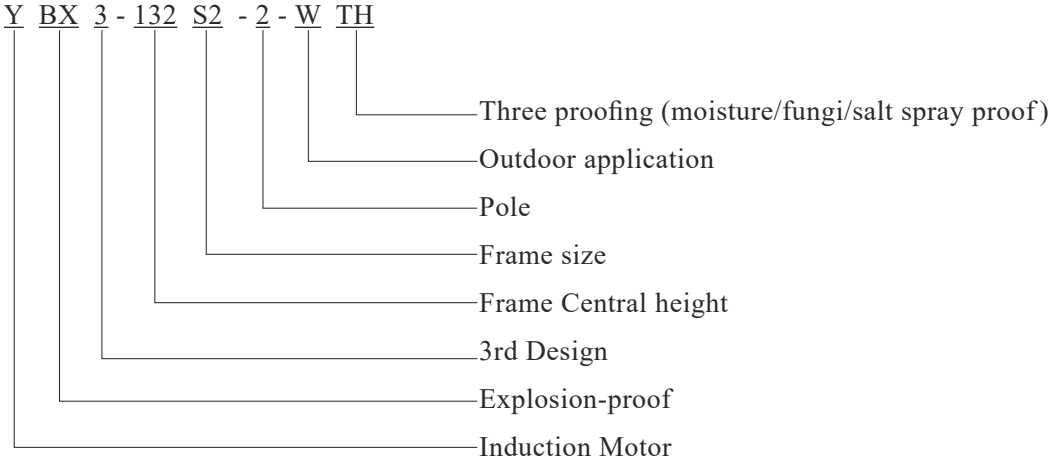 Y BX 3 - 132 S2 - 2 - W TH
Three proofing (moisture/fungi/salt spray proof)
Outdoor application
Pole
Frame size
Frame Central height
3rd Design
Explosion-proof
Induction Motor